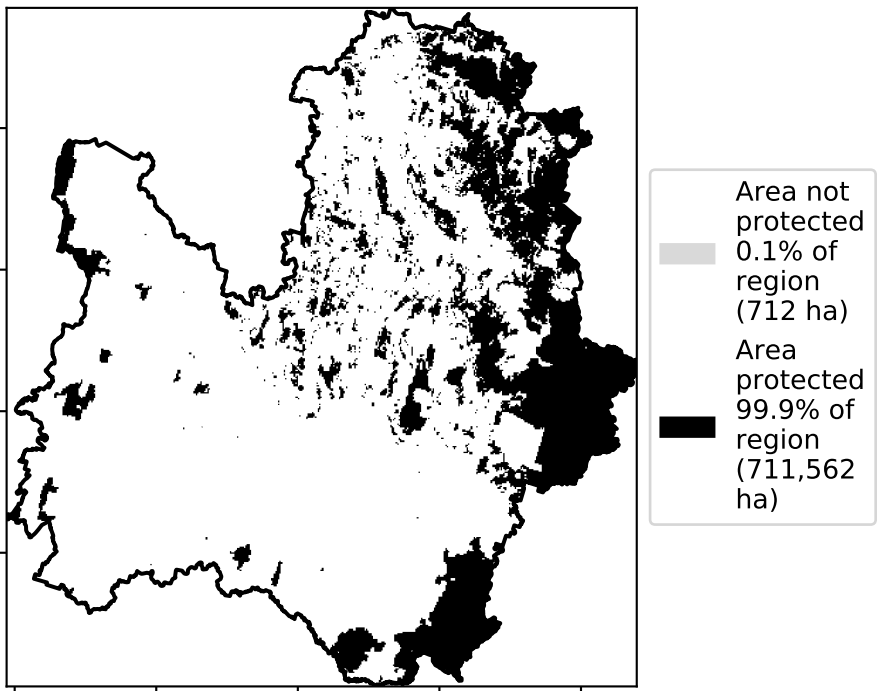 Area not
protected
0.1% of
region
(712 ha)
Area
protected
99.9% of
region
(711,562
ha)